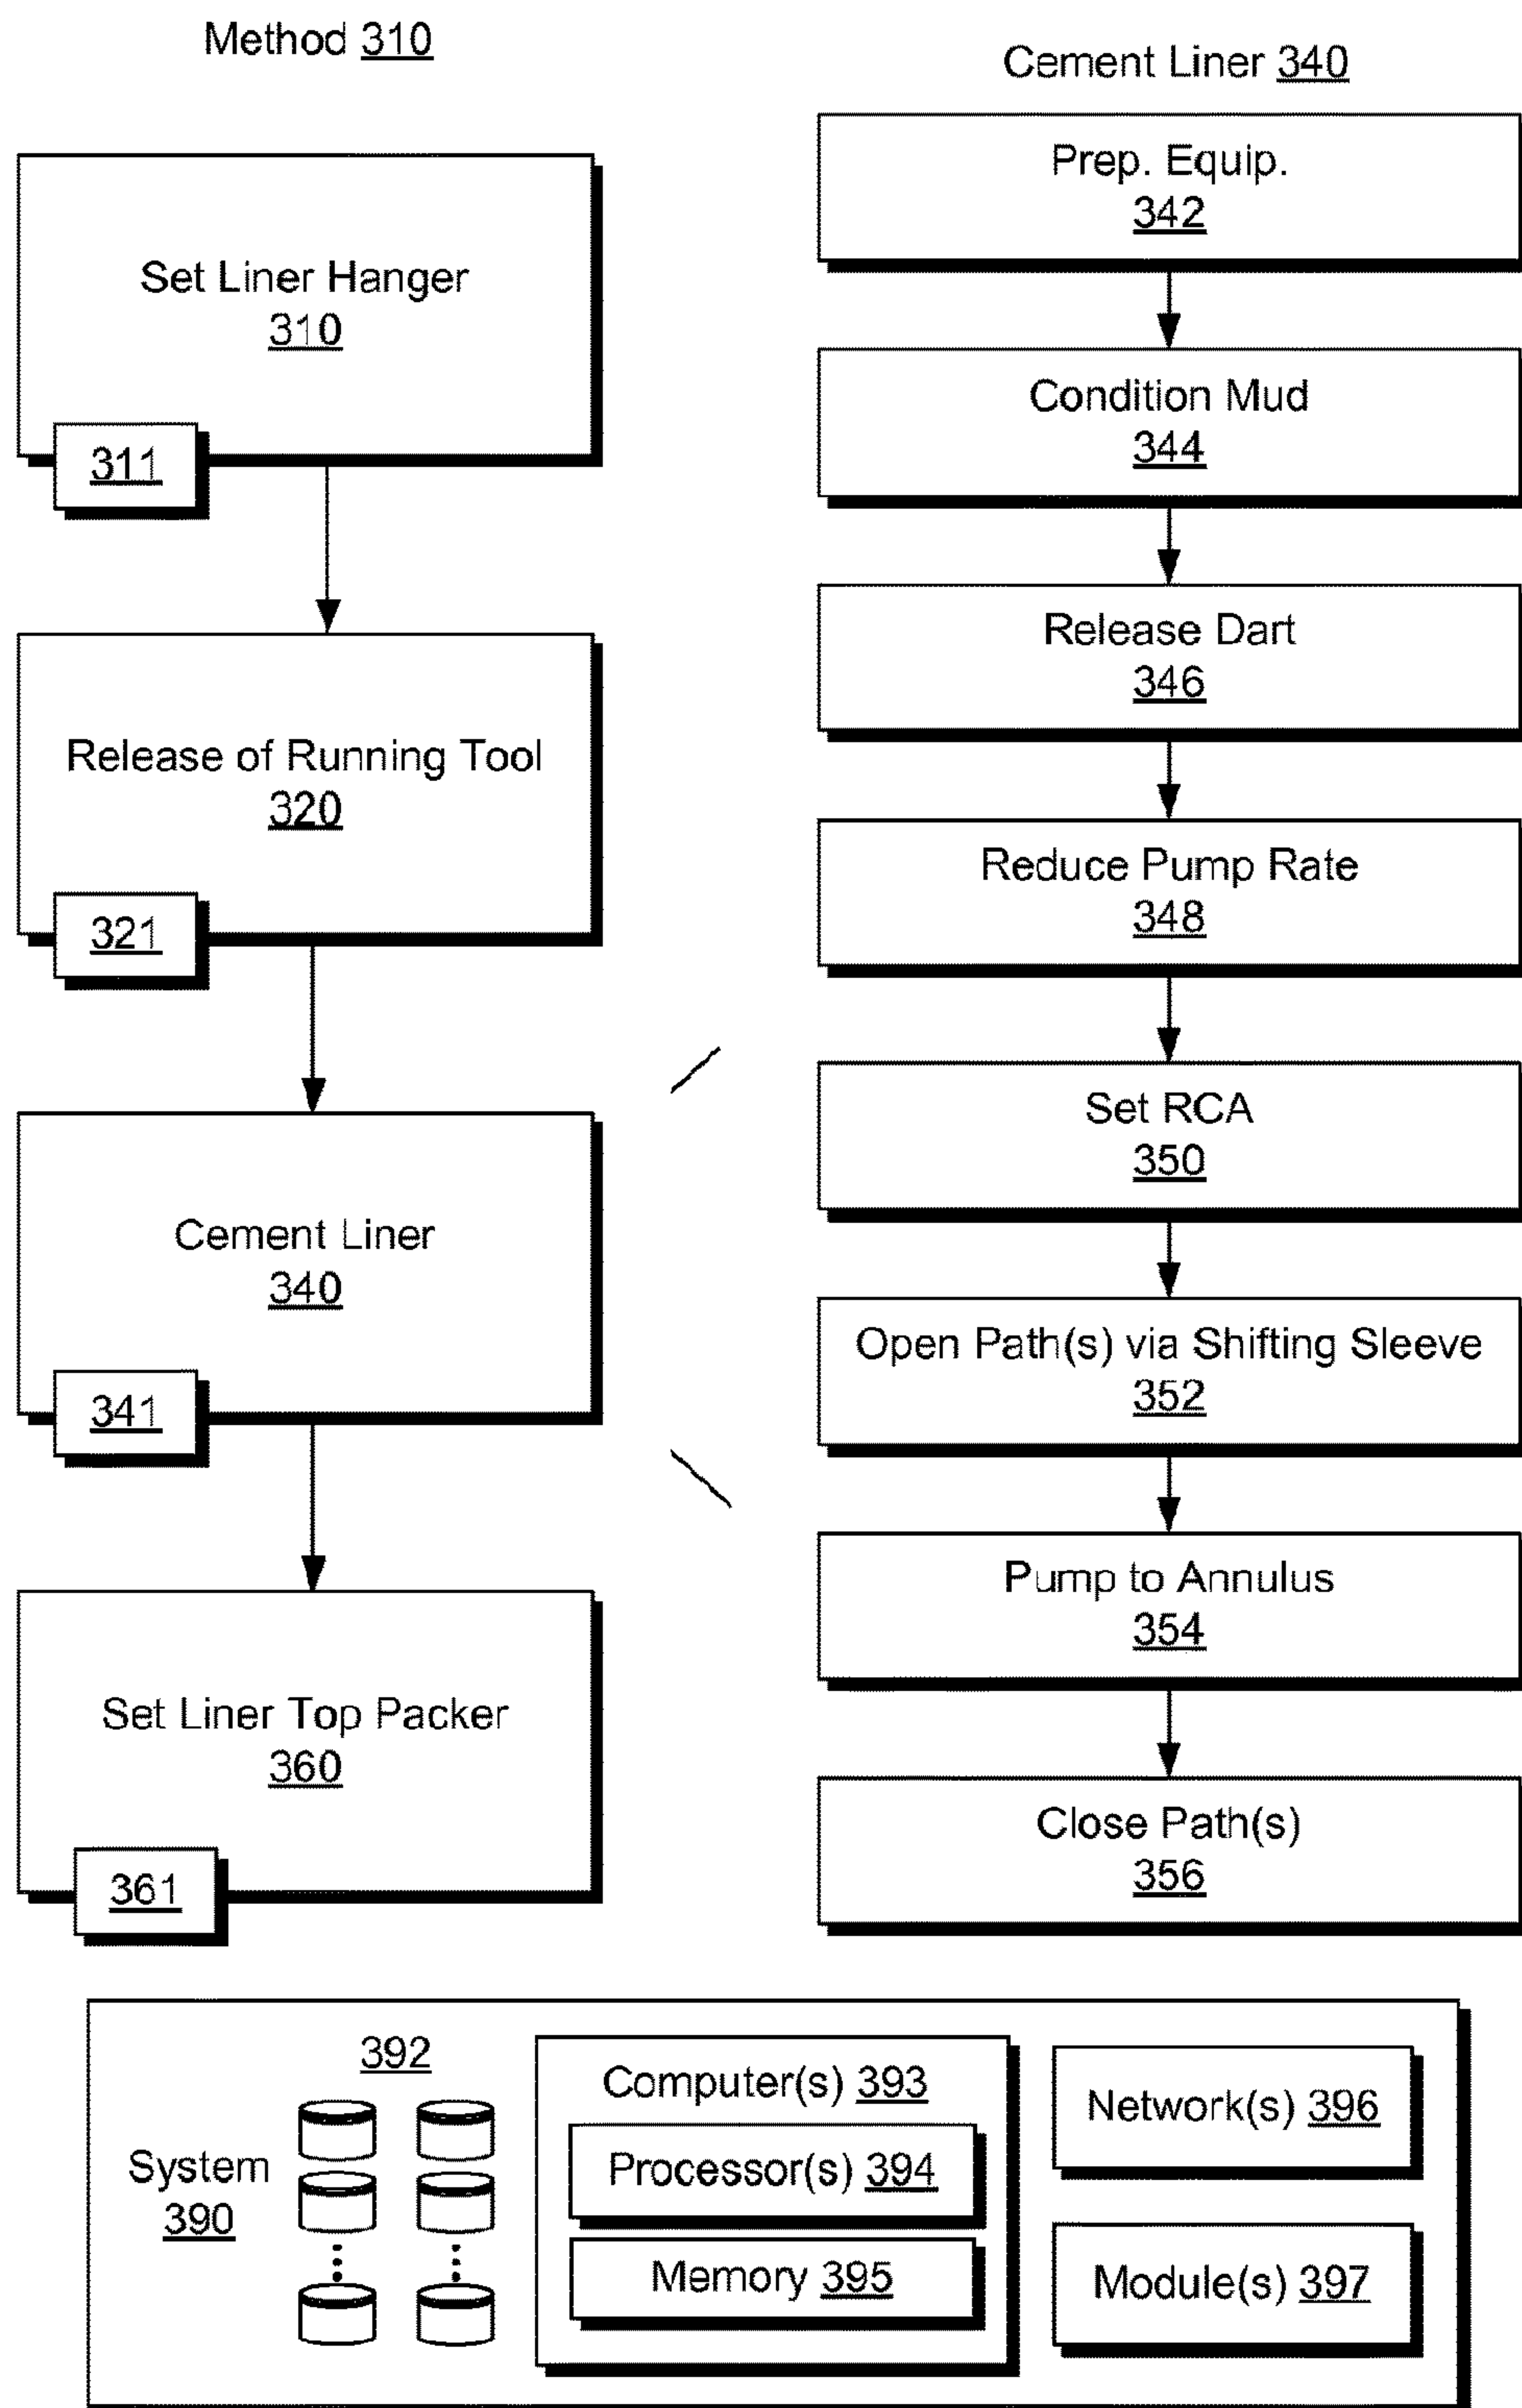 Method 310
Set Liner Hanger
310
311
Release of Running Tool
320
321
Cement Liner
340
341
Set Liner Top Packer
360
361
Cement Liner 340
Prep. Equip.
342
Condition Mud
344
Release Dart
346
Reduce Pump Rate
348
Set RCA
350
Open Path(s) via Shifting Sleeve
352
Pump to Annulus
354
Close Path(s)
356
System
390
392
Computer(s) 393
Processor(s) 394
Memory 395
Network(s) 396
Module(s) 397